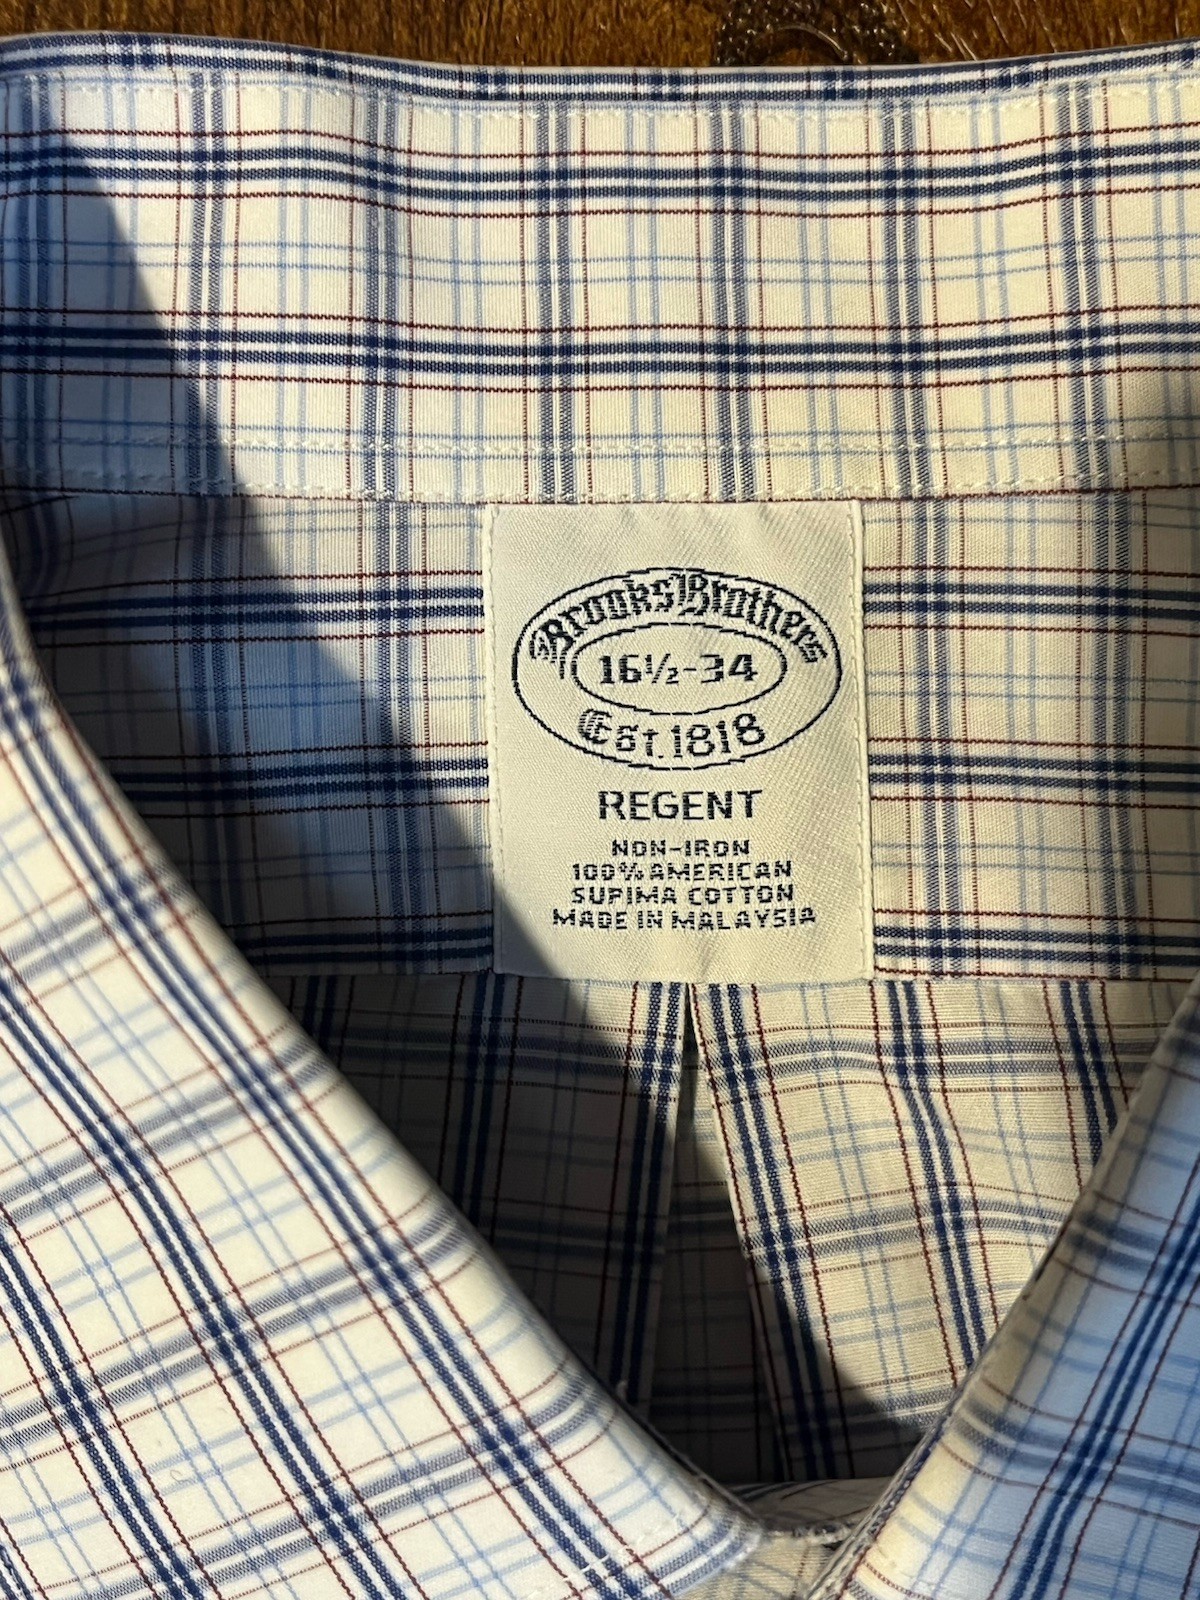 Brooks Brothers
16½-34
Est. 1818
REGENT
NON-IRON
100% AMERICAN
SUPIMA COTTON
MADE IN MALAYSIA